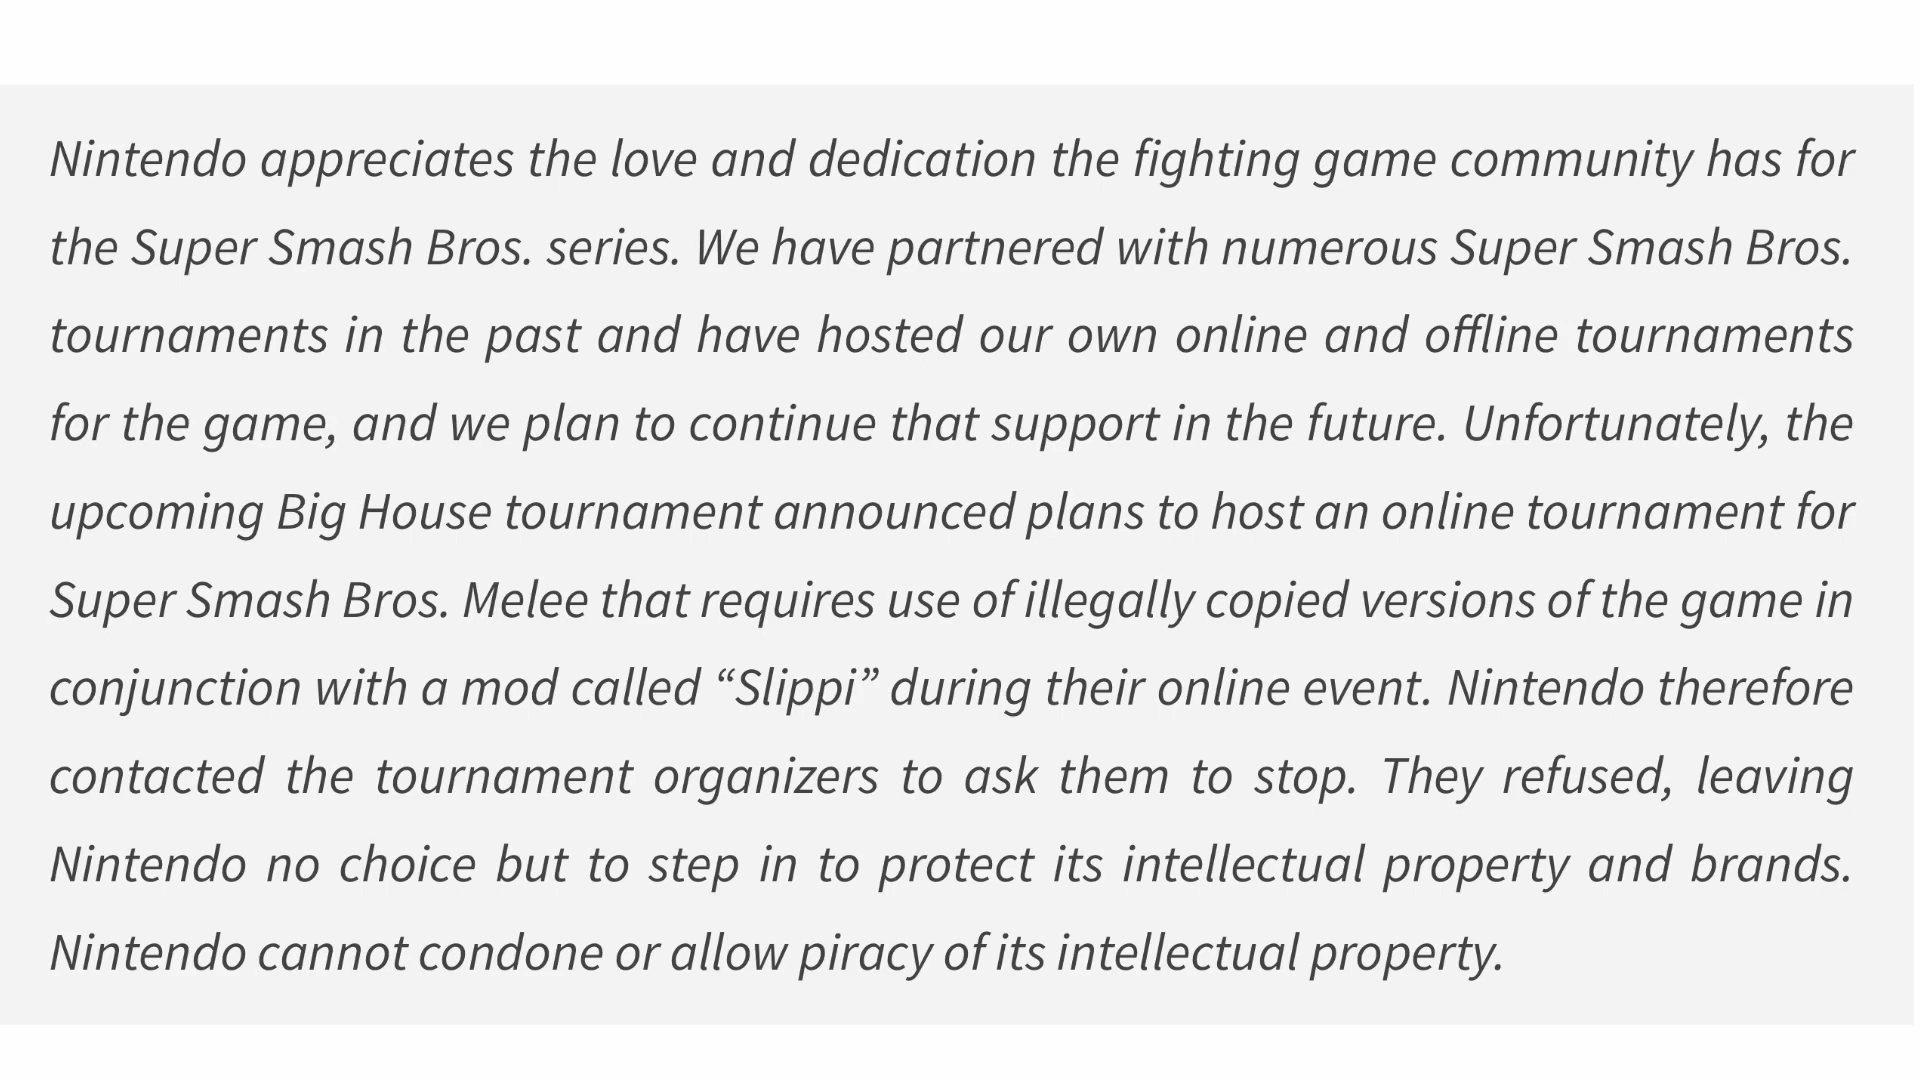 Nintendo appreciates the love and dedication the fighting game community has for
the Super Smash Bros. series. We have partnered with numerous Super Smash Bros.
tournaments in the past and have hosted our own online and offline tournaments
for the game, and we plan to continue that support in the future. Unfortunately, the
upcoming Big House tournament announced plans to host an online tournament for
Super Smash Bros. Melee that requires use of illegally copied versions of the game in
conjunction with a mod called “Slippi” during their online event. Nintendo therefore
contacted the tournament organizers to ask them to stop. They refused, leaving
Nintendo no choice but to step in to protect its intellectual property and brands.
Nintendo cannot condone or allow piracy of its intellectual property.